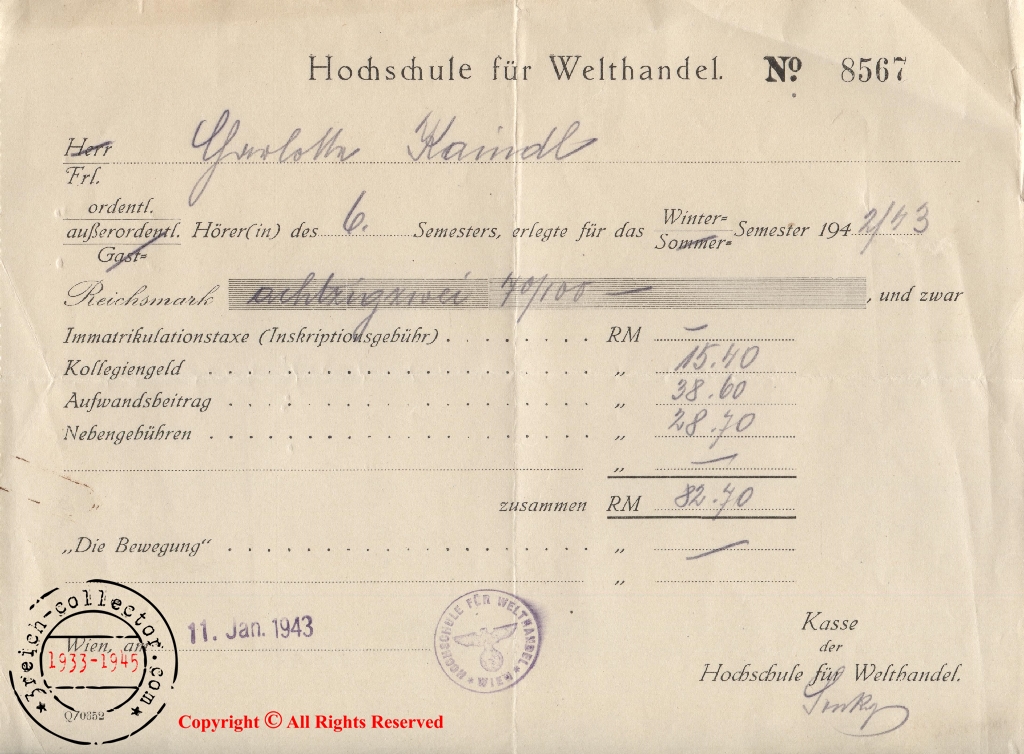 Hochschule für Welthandel. No. 8567
Herr Charlotte Kaindl
Frl.
ordentl.
außerordentl. Hörer(in) des 6. Semesters, erlegte für das Winter= Semester 1942/43
Gast= Sommer=
Reichsmark achtzigzwei 70/100 — , und zwar
Immatrikulationstaxe (Inskriptionsgebühr) . . . . . . . RM —
Kollegiengeld . . . . . . . . . . . . . . . . „ 15.40
Aufwandsbeitrag . . . . . . . . . . . . . . . „ 38.60
Nebengebühren . . . . . . . . . . . . . . . . „ 28.70
„ —
zusammen RM 82.70
„Die Bewegung“ . . . . . . . . . . . . . . . „ —
„
Wien, am 11. Jan. 1943
HOCHSCHULE FÜR WELTHANDEL * WIEN *
Kasse
der
Hochschule für Welthandel.
3reich-collector.com
1933-1945
Q70352
Copyright © All Rights Reserved